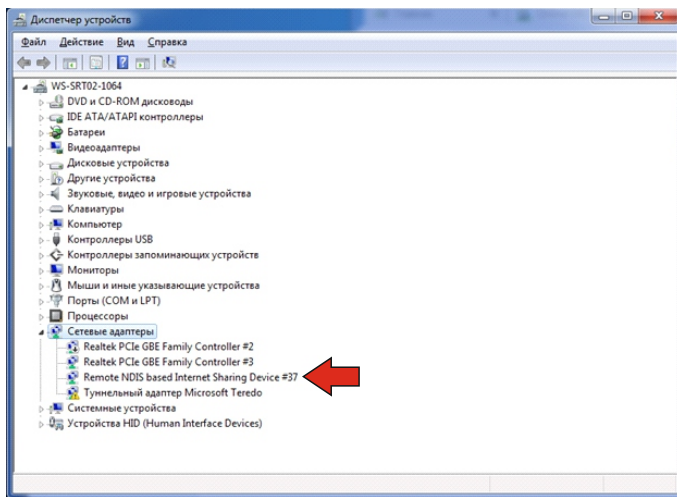 Диспетчер устройств
Файл Действие Вид Справка
WS-SRT02-1064
DVD и CD-ROM дисководы
IDE ATA/ATAPI контроллеры
Батареи
Видеоадаптеры
Дисковые устройства
Другие устройства
Звуковые, видео и игровые устройства
Клавиатуры
Компьютер
Контроллеры USB
Контроллеры запоминающих устройств
Мониторы
Мыши и иные указывающие устройства
Порты (COM и LPT)
Процессоры
Сетевые адаптеры
Realtek PCIe GBE Family Controller #2
Realtek PCIe GBE Family Controller #3
Remote NDIS based Internet Sharing Device #37
Туннельный адаптер Microsoft Teredo
Системные устройства
Устройства HID (Human Interface Devices)